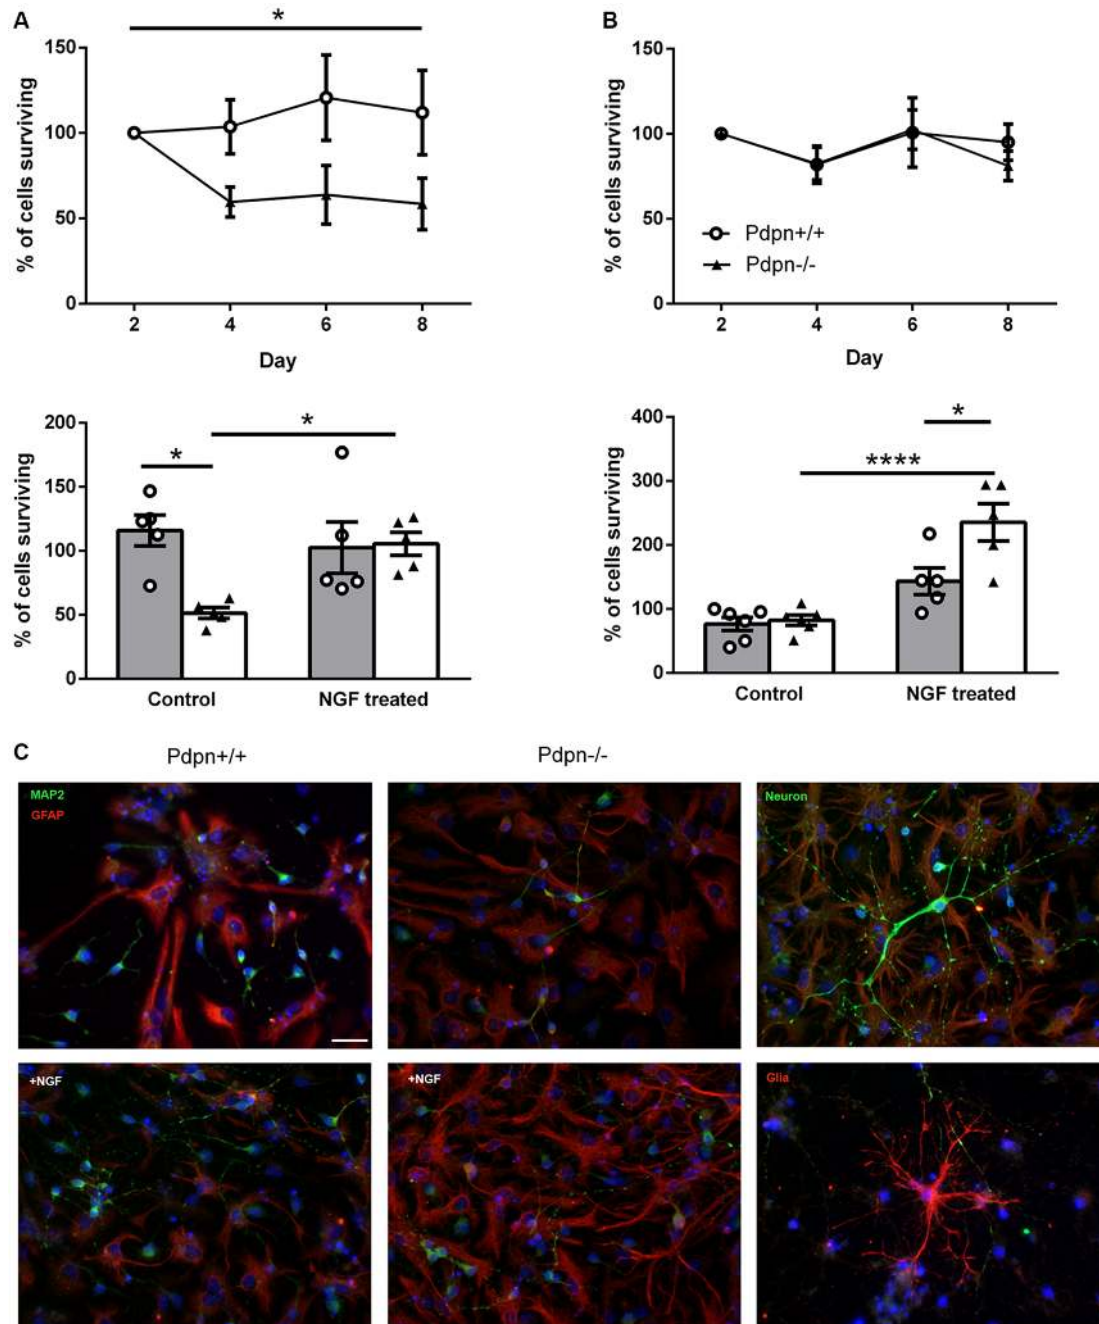 A
*
150
100
50
0
% of cells surviving
2 4 6 8
Day
B
150
100
50
0
% of cells surviving
Pdpn+/+
Pdpn-/-
2 4 6 8
Day
200
150
100
50
0
% of cells surviving
*
*
Control NGF treated
400
300
200
100
0
% of cells surviving
*
****
Control NGF treated
C
Pdpn+/+
Pdpn-/-
MAP2
GFAP
Neuron
+NGF
+NGF
Glia